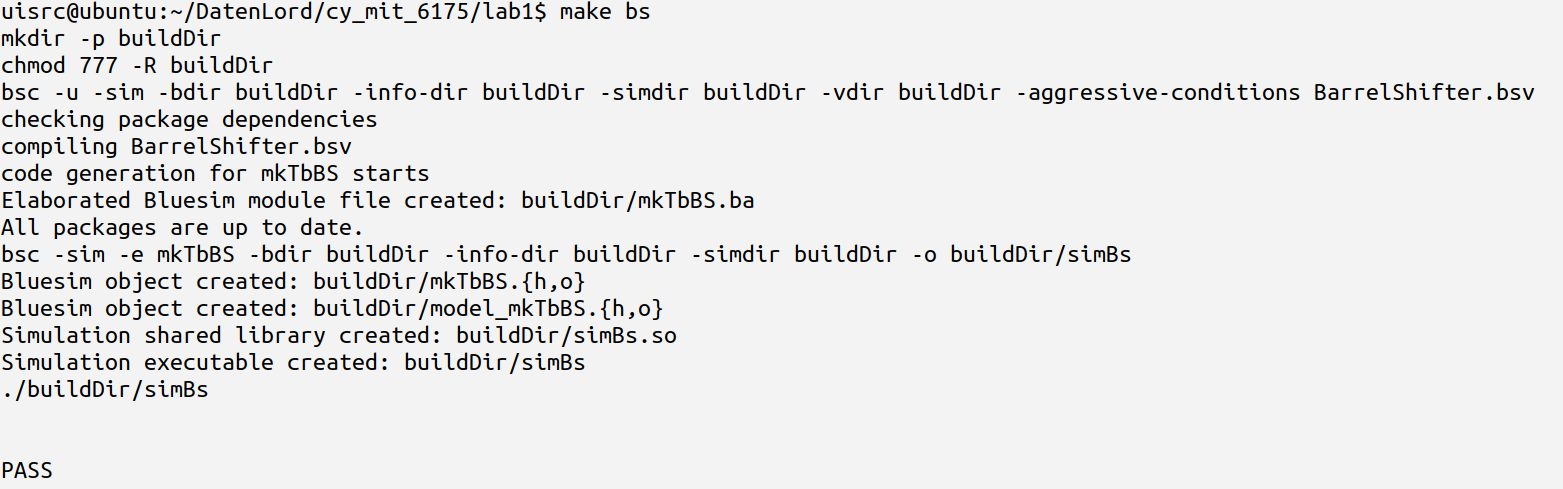 uisrc@ubuntu:~/DatenLord/cy_mit_6175/lab1$ make bs
mkdir -p buildDir
chmod 777 -R buildDir
bsc -u -sim -bdir buildDir -info-dir buildDir -simdir buildDir -vdir buildDir -aggressive-conditions BarrelShifter.bsv
checking package dependencies
compiling BarrelShifter.bsv
code generation for mkTbBS starts
Elaborated Bluesim module file created: buildDir/mkTbBS.ba
All packages are up to date.
bsc -sim -e mkTbBS -bdir buildDir -info-dir buildDir -simdir buildDir -o buildDir/simBs
Bluesim object created: buildDir/mkTbBS.{h,o}
Bluesim object created: buildDir/model_mkTbBS.{h,o}
Simulation shared library created: buildDir/simBs.so
Simulation executable created: buildDir/simBs
./buildDir/simBs
PASS